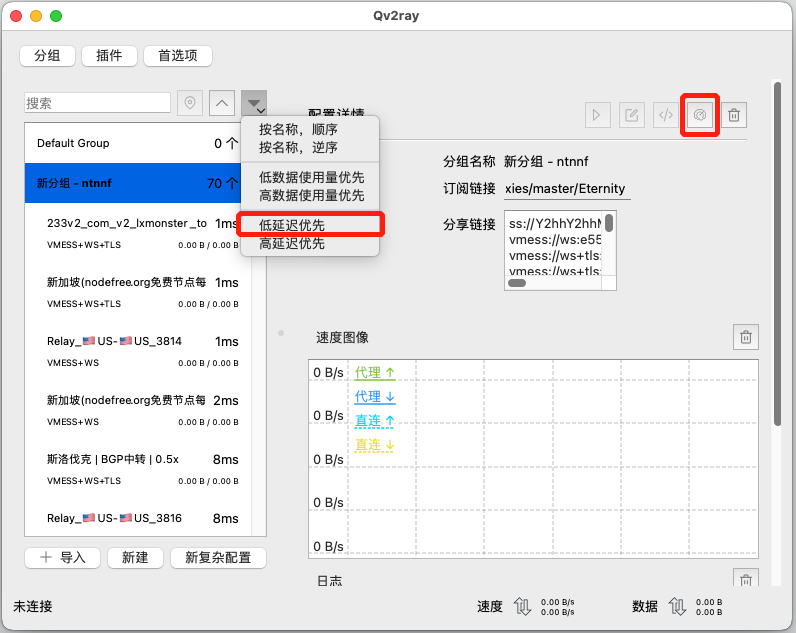 Qv2ray
分组
插件
首选项
搜索
Default Group
0 个
新分组 - ntnnf
70 个
233v2_com_v2_lxmonster_to
1ms
VMESS+WS+TLS
0.00 B / 0.00 B
新加坡(nodefree.org免费节点每
1ms
VMESS+WS+TLS
0.00 B / 0.00 B
Relay_🇺🇸US-🇺🇸US_3814
1ms
VMESS+WS
0.00 B / 0.00 B
新加坡(nodefree.org免费节点每
2ms
VMESS+WS
0.00 B / 0.00 B
斯洛伐克 | BGP中转 | 0.5x
8ms
VMESS+WS+TLS
0.00 B / 0.00 B
Relay_🇺🇸US-🇺🇸US_3816
8ms
导入
新建
新复杂配置
未连接
按名称，顺序
按名称，逆序
低数据使用量优先
高数据使用量优先
低延迟优先
高延迟优先
配置详情
分组名称
新分组 - ntnnf
订阅链接
xies/master/Eternity
分享链接
ss://Y2hhY2hhM
vmess://ws:e55
vmess://ws+tls:
vmess://ws+tls:
速度图像
0 B/s
代理 ↑
代理 ↓
0 B/s
直连 ↑
直连 ↓
0 B/s
0 B/s
0 B/s
日志
速度
0.00 B/s
0.00 B/s
数据
0.00 B
0.00 B